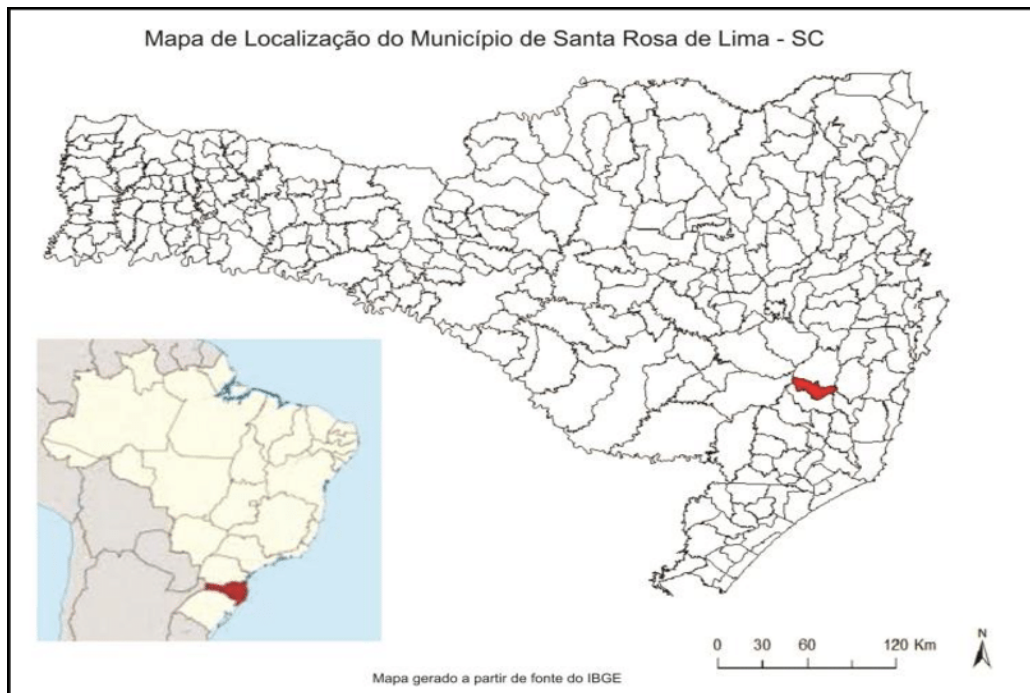 Mapa de Localização do Município de Santa Rosa de Lima - SC
N
0 30 60 120 Km
Mapa gerado a partir de fonte do IBGE